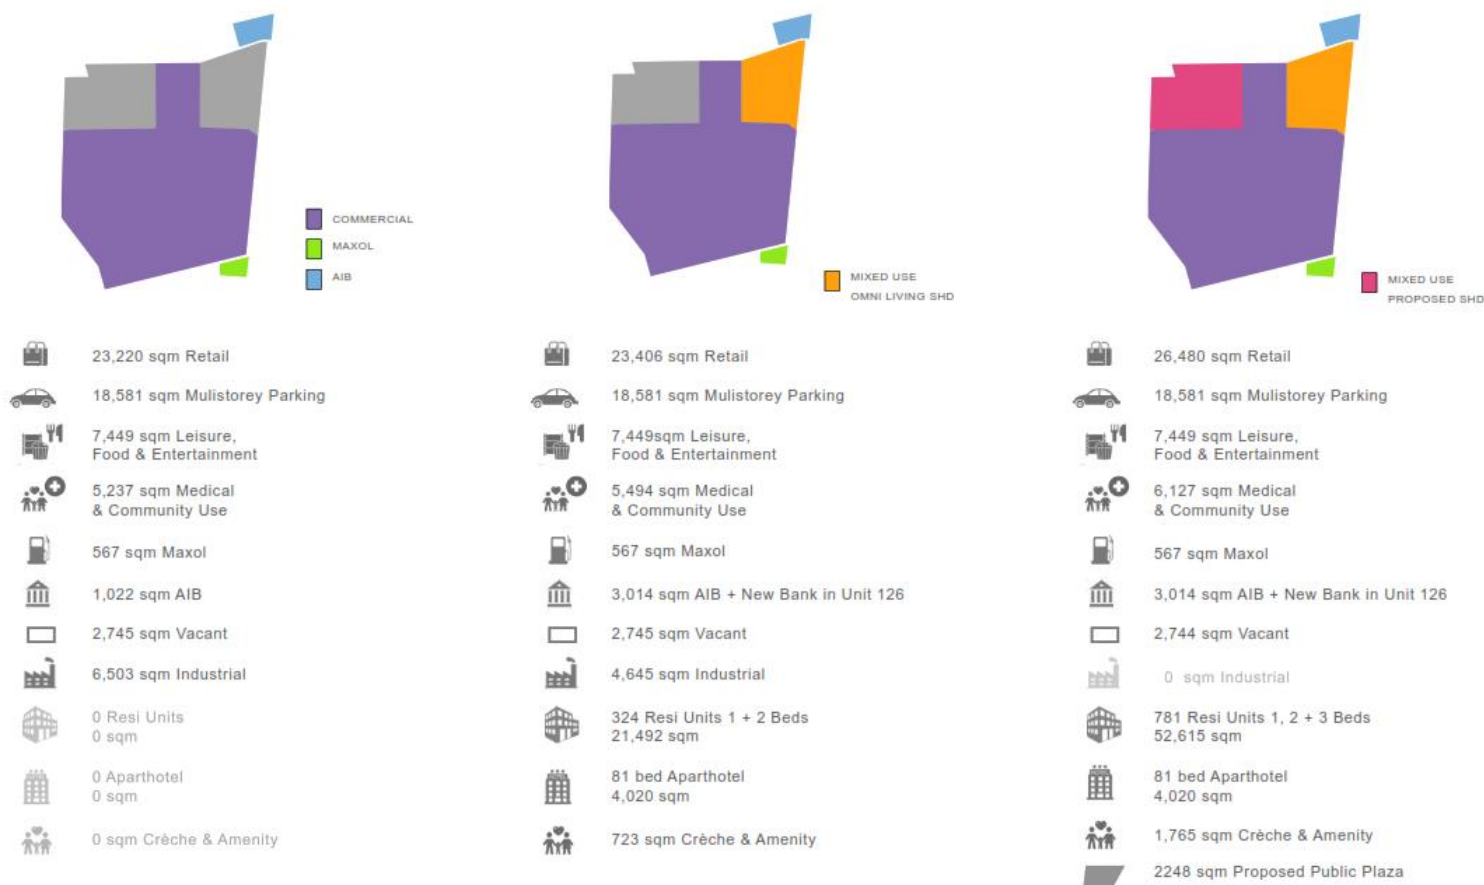 COMMERCIAL
MAXOL
AIB
23,220 sqm Retail
18,581 sqm Mulistorey Parking
7,449 sqm Leisure,
Food & Entertainment
5,237 sqm Medical
& Community Use
567 sqm Maxol
1,022 sqm AIB
2,745 sqm Vacant
6,503 sqm Industrial
0 Resi Units
0 sqm
0 Aparthotel
0 sqm
0 sqm Crèche & Amenity
MIXED USE
OMNI LIVING SHD
23,406 sqm Retail
18,581 sqm Mulistorey Parking
7,449sqm Leisure,
Food & Entertainment
5,494 sqm Medical
& Community Use
567 sqm Maxol
3,014 sqm AIB + New Bank in Unit 126
2,745 sqm Vacant
4,645 sqm Industrial
324 Resi Units 1 + 2 Beds
21,492 sqm
81 bed Aparthotel
4,020 sqm
723 sqm Crèche & Amenity
MIXED USE
PROPOSED SHD
26,480 sqm Retail
18,581 sqm Mulistorey Parking
7,449 sqm Leisure,
Food & Entertainment
6,127 sqm Medical
& Community Use
567 sqm Maxol
3,014 sqm AIB + New Bank in Unit 126
2,744 sqm Vacant
0 sqm Industrial
781 Resi Units 1, 2 + 3 Beds
52,615 sqm
81 bed Aparthotel
4,020 sqm
1,765 sqm Crèche & Amenity
2248 sqm Proposed Public Plaza